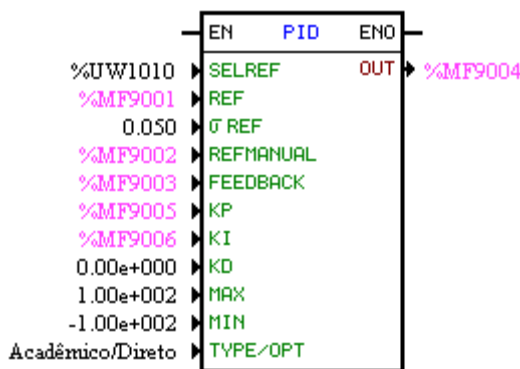 EN PID ENO
%UW1010 SELREF OUT %MF9004
%MF9001 REF
0.050 σ REF
%MF9002 REFMANUAL
%MF9003 FEEDBACK
%MF9005 KP
%MF9006 KI
0.00e+000 KD
1.00e+002 MAX
-1.00e+002 MIN
Acadêmico/Direto TYPE/OPT